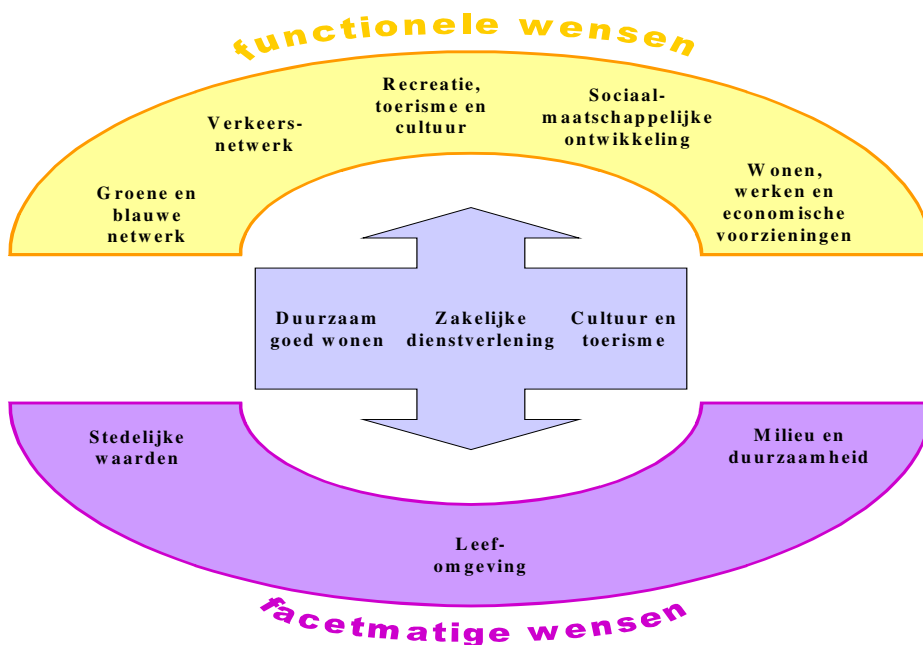 functionele wensen
Recreatie,
toerisme en
cultuur
Sociaal-
maatschappelijke
ontwikkeling
Verkeers-
netwerk
Wonen,
werken en
economische
voorzieningen
Groene en
blauwe
netwerk
Duurzaam
goed wonen
Zakelijke
dienstverlening
Cultuur en
toerisme
Stedelijke
waarden
Milieu en
duurzaamheid
Leef-
omgeving
facetmatige wensen